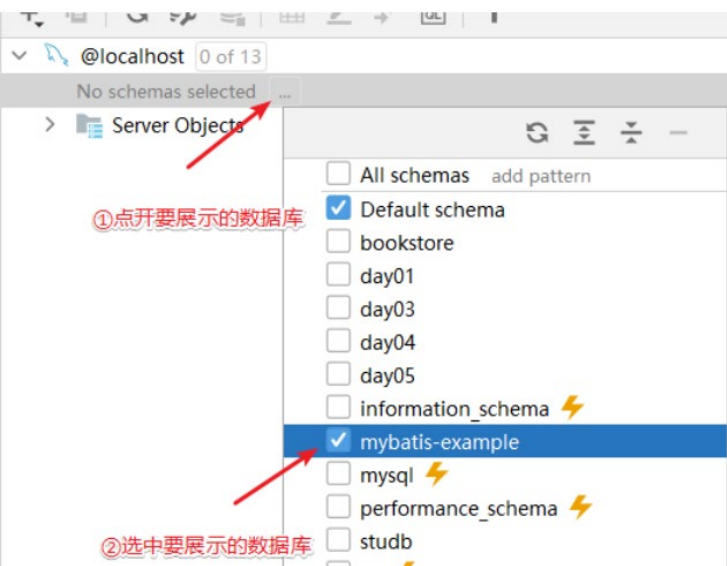 @localhost 0 of 13
No schemas selected ...
Server Objects
All schemas add pattern
Default schema
①点开要展示的数据库
bookstore
day01
day03
day04
day05
information_schema
mybatis-example
mysql
performance_schema
②选中要展示的数据库
studb